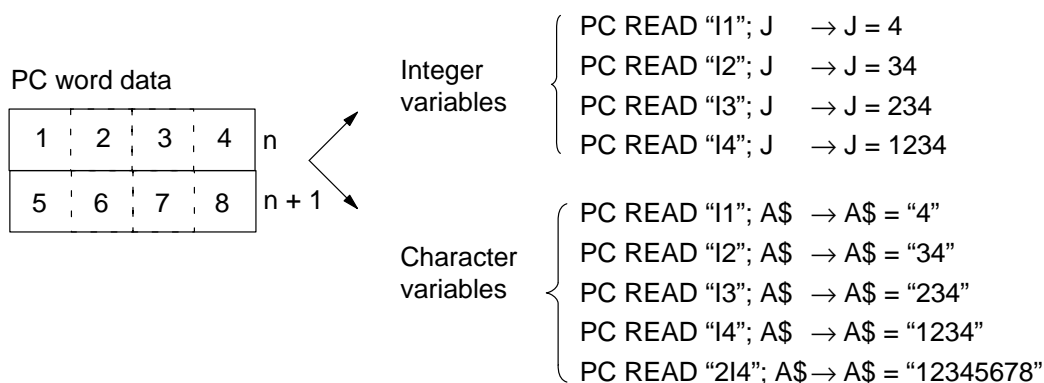 PC word data
1 2 3 4 n
5 6 7 8 n + 1
Integer
variables
PC READ “I1”; J → J = 4
PC READ “I2”; J → J = 34
PC READ “I3”; J → J = 234
PC READ “I4”; J → J = 1234
Character
variables
PC READ “I1”; A$ → A$ = “4”
PC READ “I2”; A$ → A$ = “34”
PC READ “I3”; A$ → A$ = “234”
PC READ “I4”; A$ → A$ = “1234”
PC READ “2I4”; A$ → A$ = “12345678”